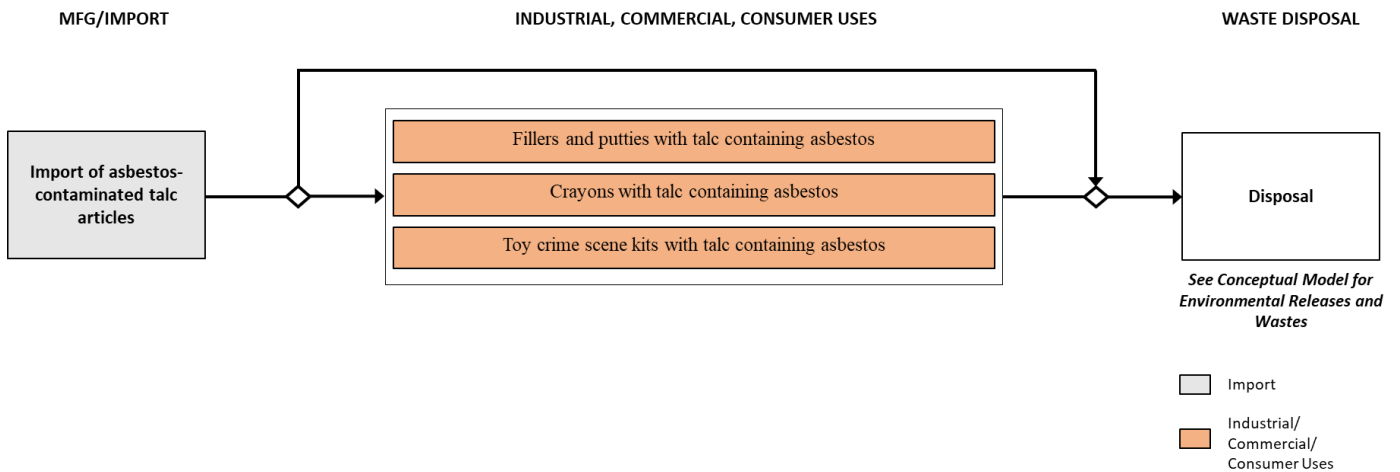 MFG/IMPORT
INDUSTRIAL, COMMERCIAL, CONSUMER USES
WASTE DISPOSAL
Import of asbestos-
contaminated talc
articles
Fillers and putties with talc containing asbestos
Crayons with talc containing asbestos
Toy crime scene kits with talc containing asbestos
Disposal
See Conceptual Model for
Environmental Releases and
Wastes
Import
Industrial/
Commercial/
Consumer Uses